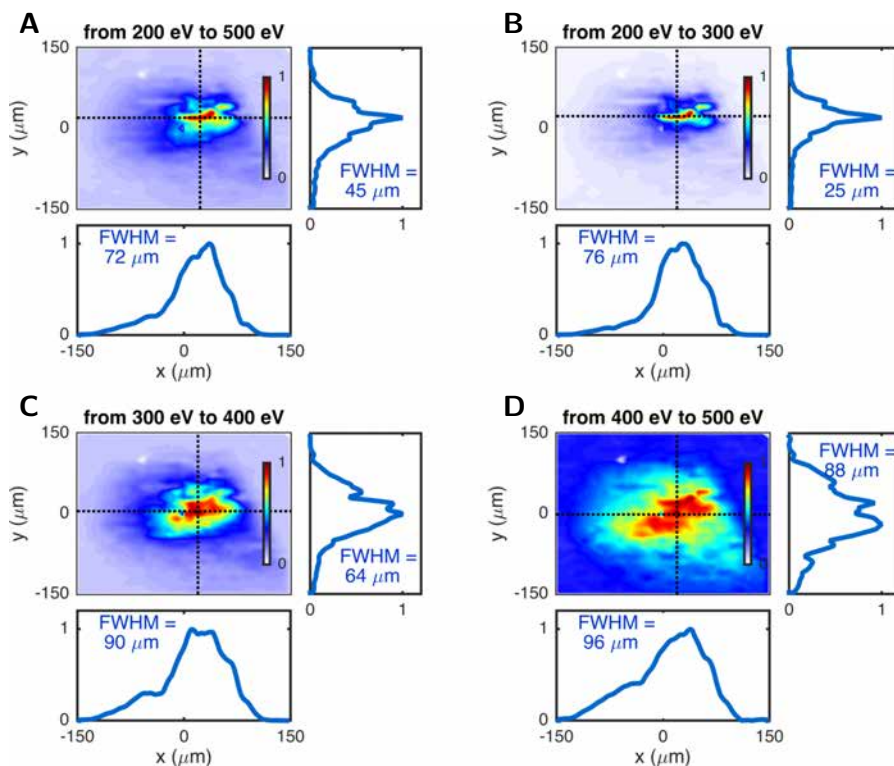 A
from 200 eV to 500 eV
150
y (μm)
0
-150
1
0
FWHM =
45 μm
0
1
FWHM =
72 μm
1
0
-150
0
150
x (μm)
B
from 200 eV to 300 eV
150
y (μm)
0
-150
1
0
FWHM =
25 μm
0
1
FWHM =
76 μm
1
0
-150
0
150
x (μm)
C
from 300 eV to 400 eV
150
y (μm)
0
-150
1
0
FWHM =
64 μm
0
1
FWHM =
90 μm
1
0
-150
0
150
x (μm)
D
from 400 eV to 500 eV
150
y (μm)
0
-150
1
0
FWHM =
88 μm
0
1
FWHM =
96 μm
1
0
-150
0
150
x (μm)